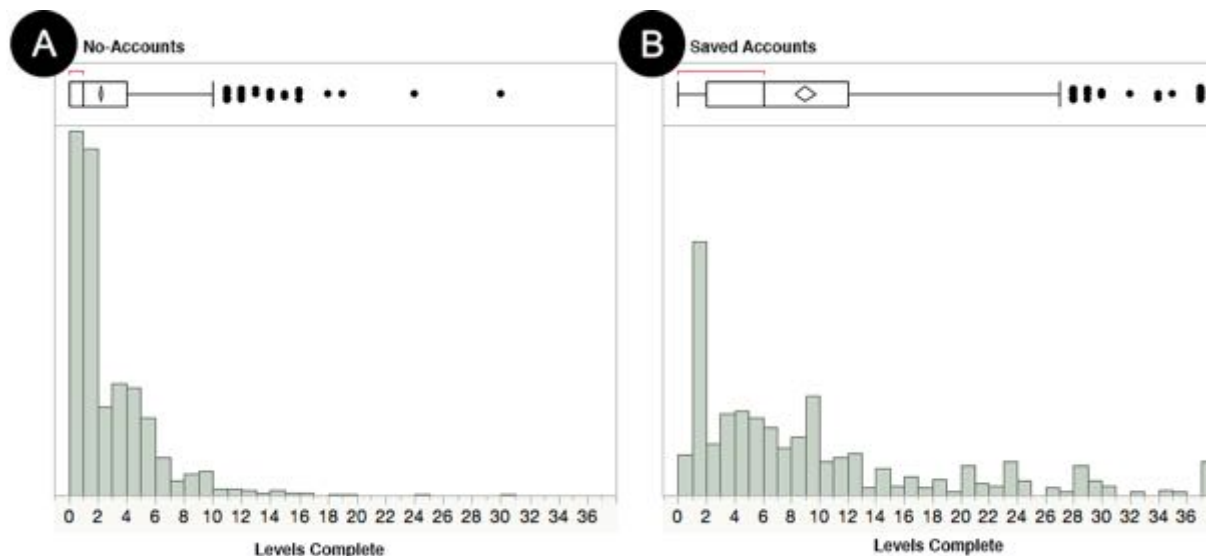 A
No-Accounts
0 2 4 6 8 10 12 14 16 18 20 22 24 26 28 30 32 34 36
Levels Complete
B
Saved Accounts
0 2 4 6 8 10 12 14 16 18 20 22 24 26 28 30 32 34 36
Levels Complete